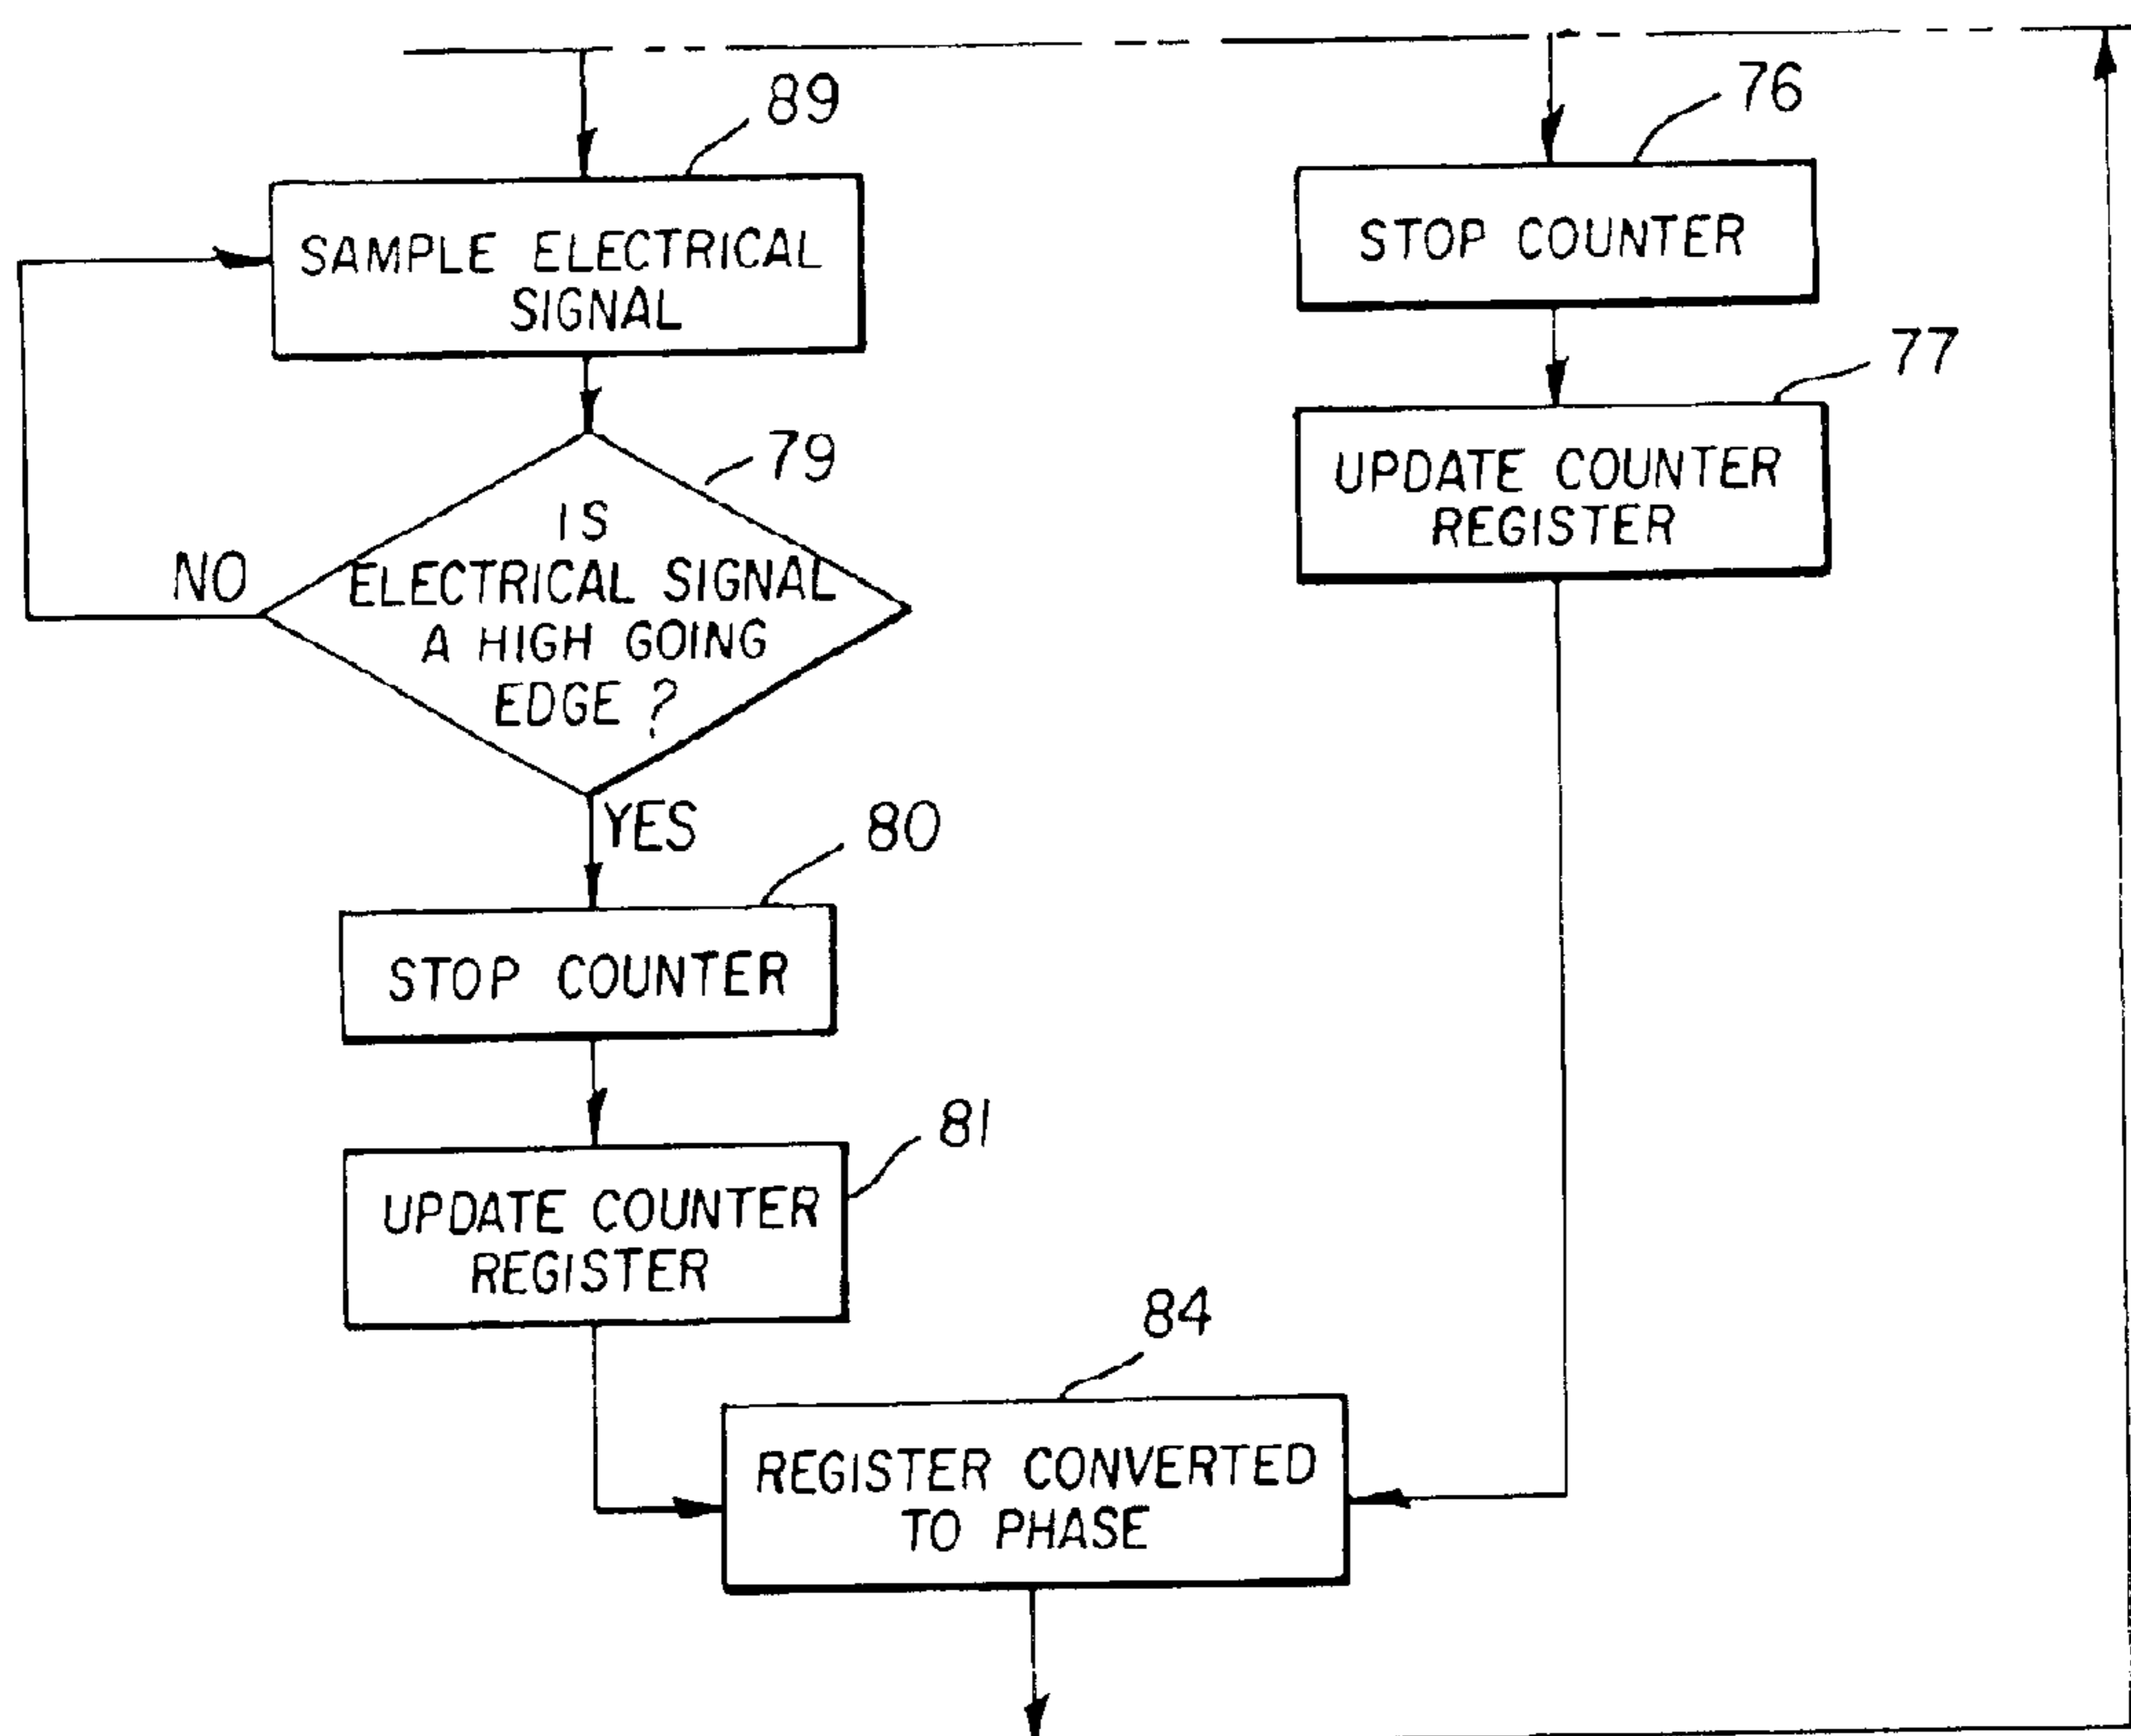 89
SAMPLE ELECTRICAL
SIGNAL
79
IS
ELECTRICAL SIGNAL
A HIGH GOING
EDGE ?
NO
YES
80
STOP COUNTER
81
UPDATE COUNTER
REGISTER
76
STOP COUNTER
77
UPDATE COUNTER
REGISTER
84
REGISTER CONVERTED
TO PHASE